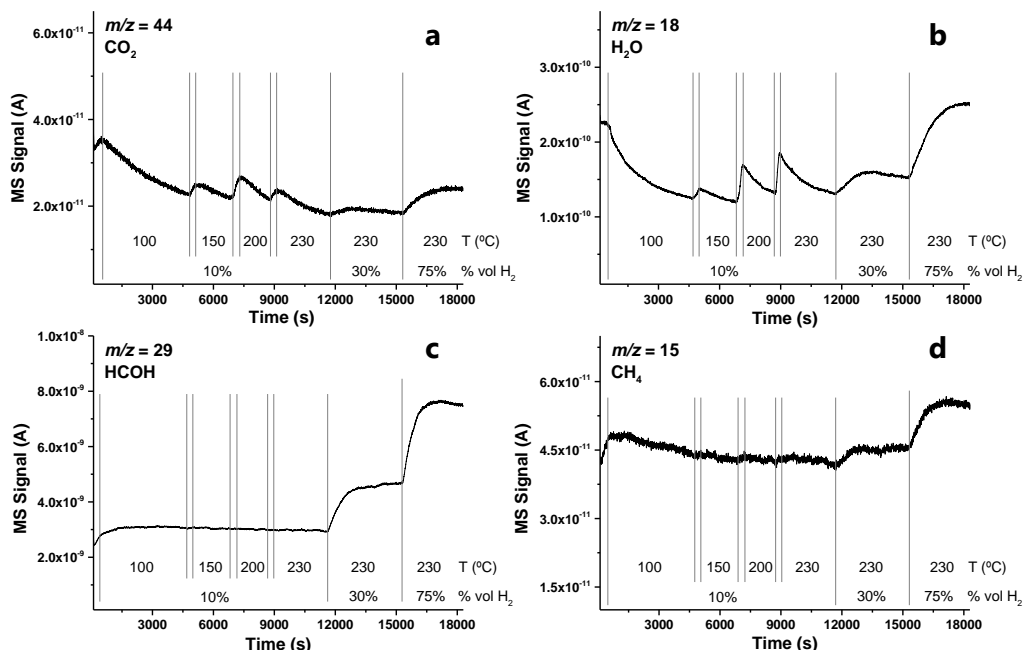 m/z = 44
CO2
a
6.0x10-11
4.0x10-11
2.0x10-11
MS Signal (A)
100 150 200 230 230 230 T (ºC)
10% 30% 75% % vol H2
3000 6000 9000 12000 15000 18000
Time (s)
m/z = 18
H2O
b
3.0x10-10
2.0x10-10
1.0x10-10
MS Signal (A)
100 150 200 230 230 230 T (ºC)
10% 30% 75% % vol H2
3000 6000 9000 12000 15000 18000
Time (s)
m/z = 29
HCOH
c
1.0x10-8
8.0x10-9
6.0x10-9
4.0x10-9
2.0x10-9
MS Signal (A)
100 150 200 230 230 230 T (ºC)
10% 30% 75% % vol H2
3000 6000 9000 12000 15000 18000
Time (s)
m/z = 15
CH4
d
6.0x10-11
4.5x10-11
3.0x10-11
1.5x10-11
MS Signal (A)
100 150 200 230 230 230 T (ºC)
10% 30% 75% % vol H2
3000 6000 9000 12000 15000 18000
Time (s)